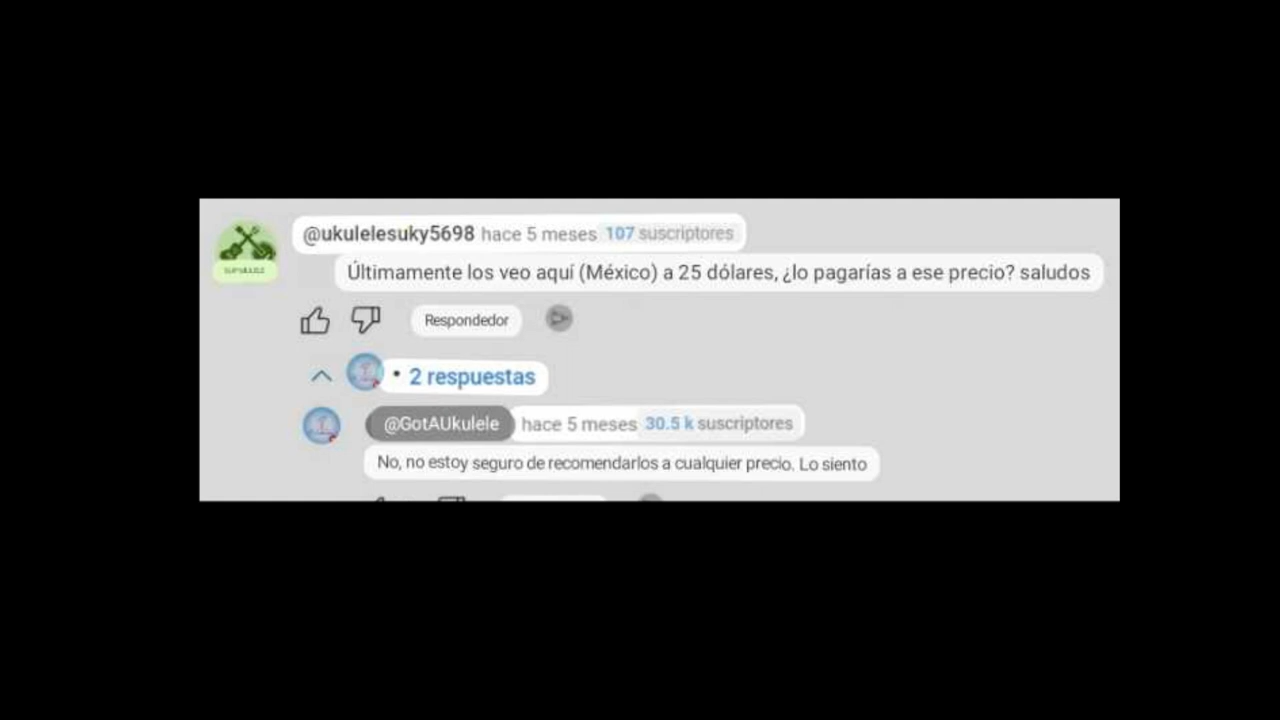 @ukulelesuky5698 hace 5 meses 107 suscriptores
Últimamente los veo aquí (México) a 25 dólares, ¿lo pagarías a ese precio? saludos
Respondedor
• 2 respuestas
@GotAUkulele hace 5 meses 30.5 k suscriptores
No, no estoy seguro de recomendarlos a cualquier precio. Lo siento